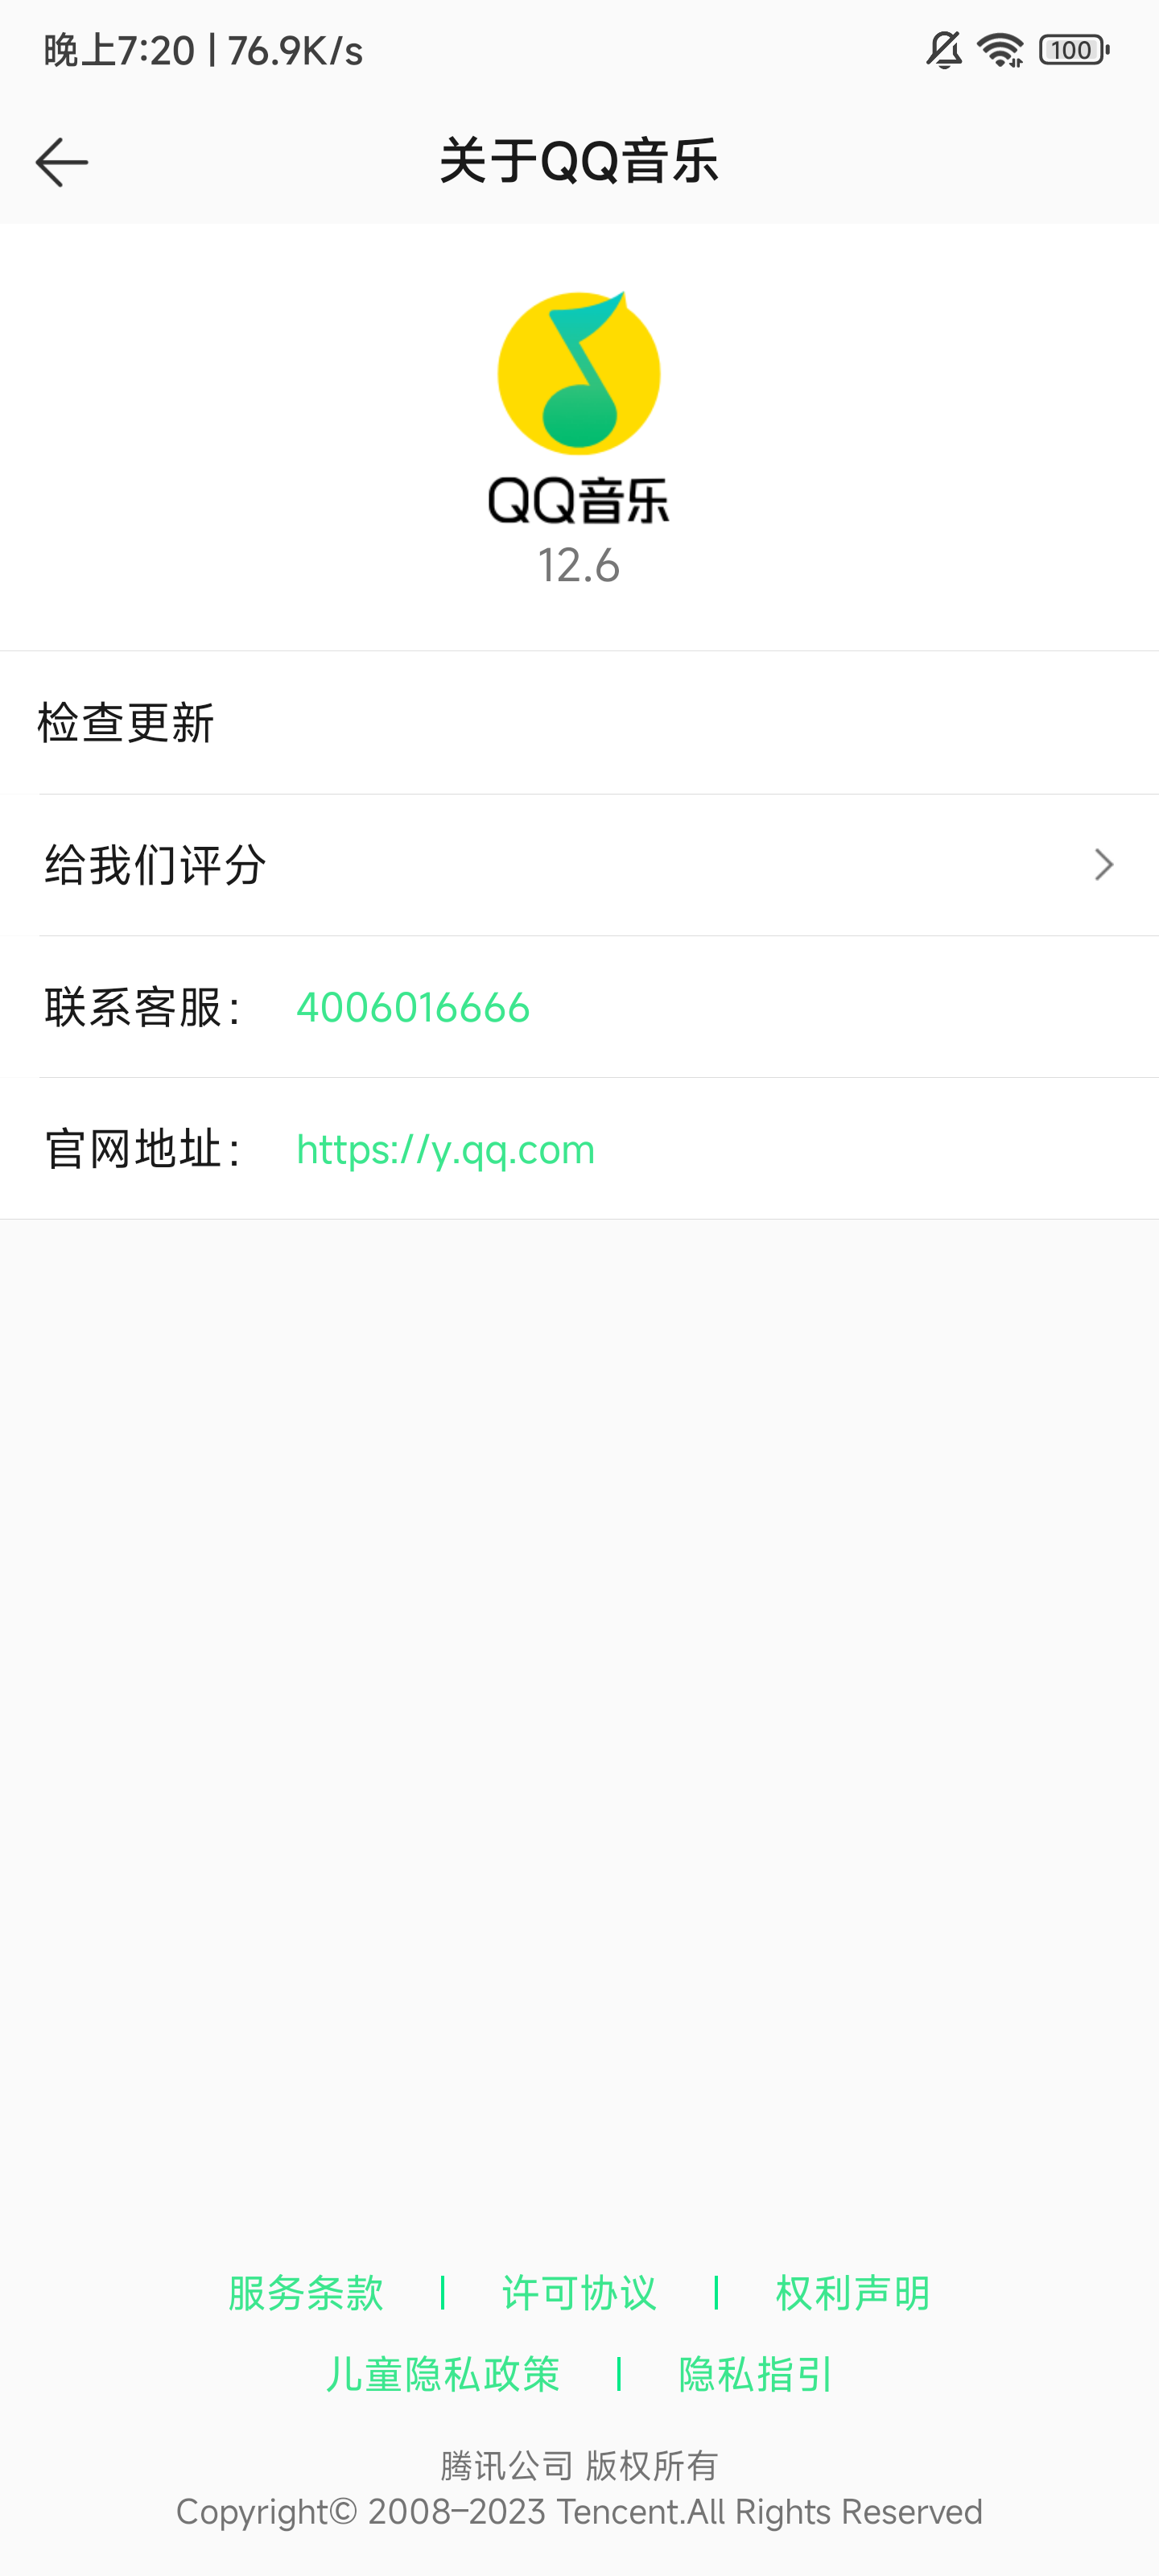 晚上7:20 | 76.9K/s
100
关于QQ音乐
QQ音乐
12.6
检查更新
给我们评分
联系客服： 4006016666
官网地址： https://y.qq.com
服务条款 | 许可协议 | 权利声明
儿童隐私政策 | 隐私指引
腾讯公司 版权所有
Copyright© 2008-2023 Tencent.All Rights Reserved